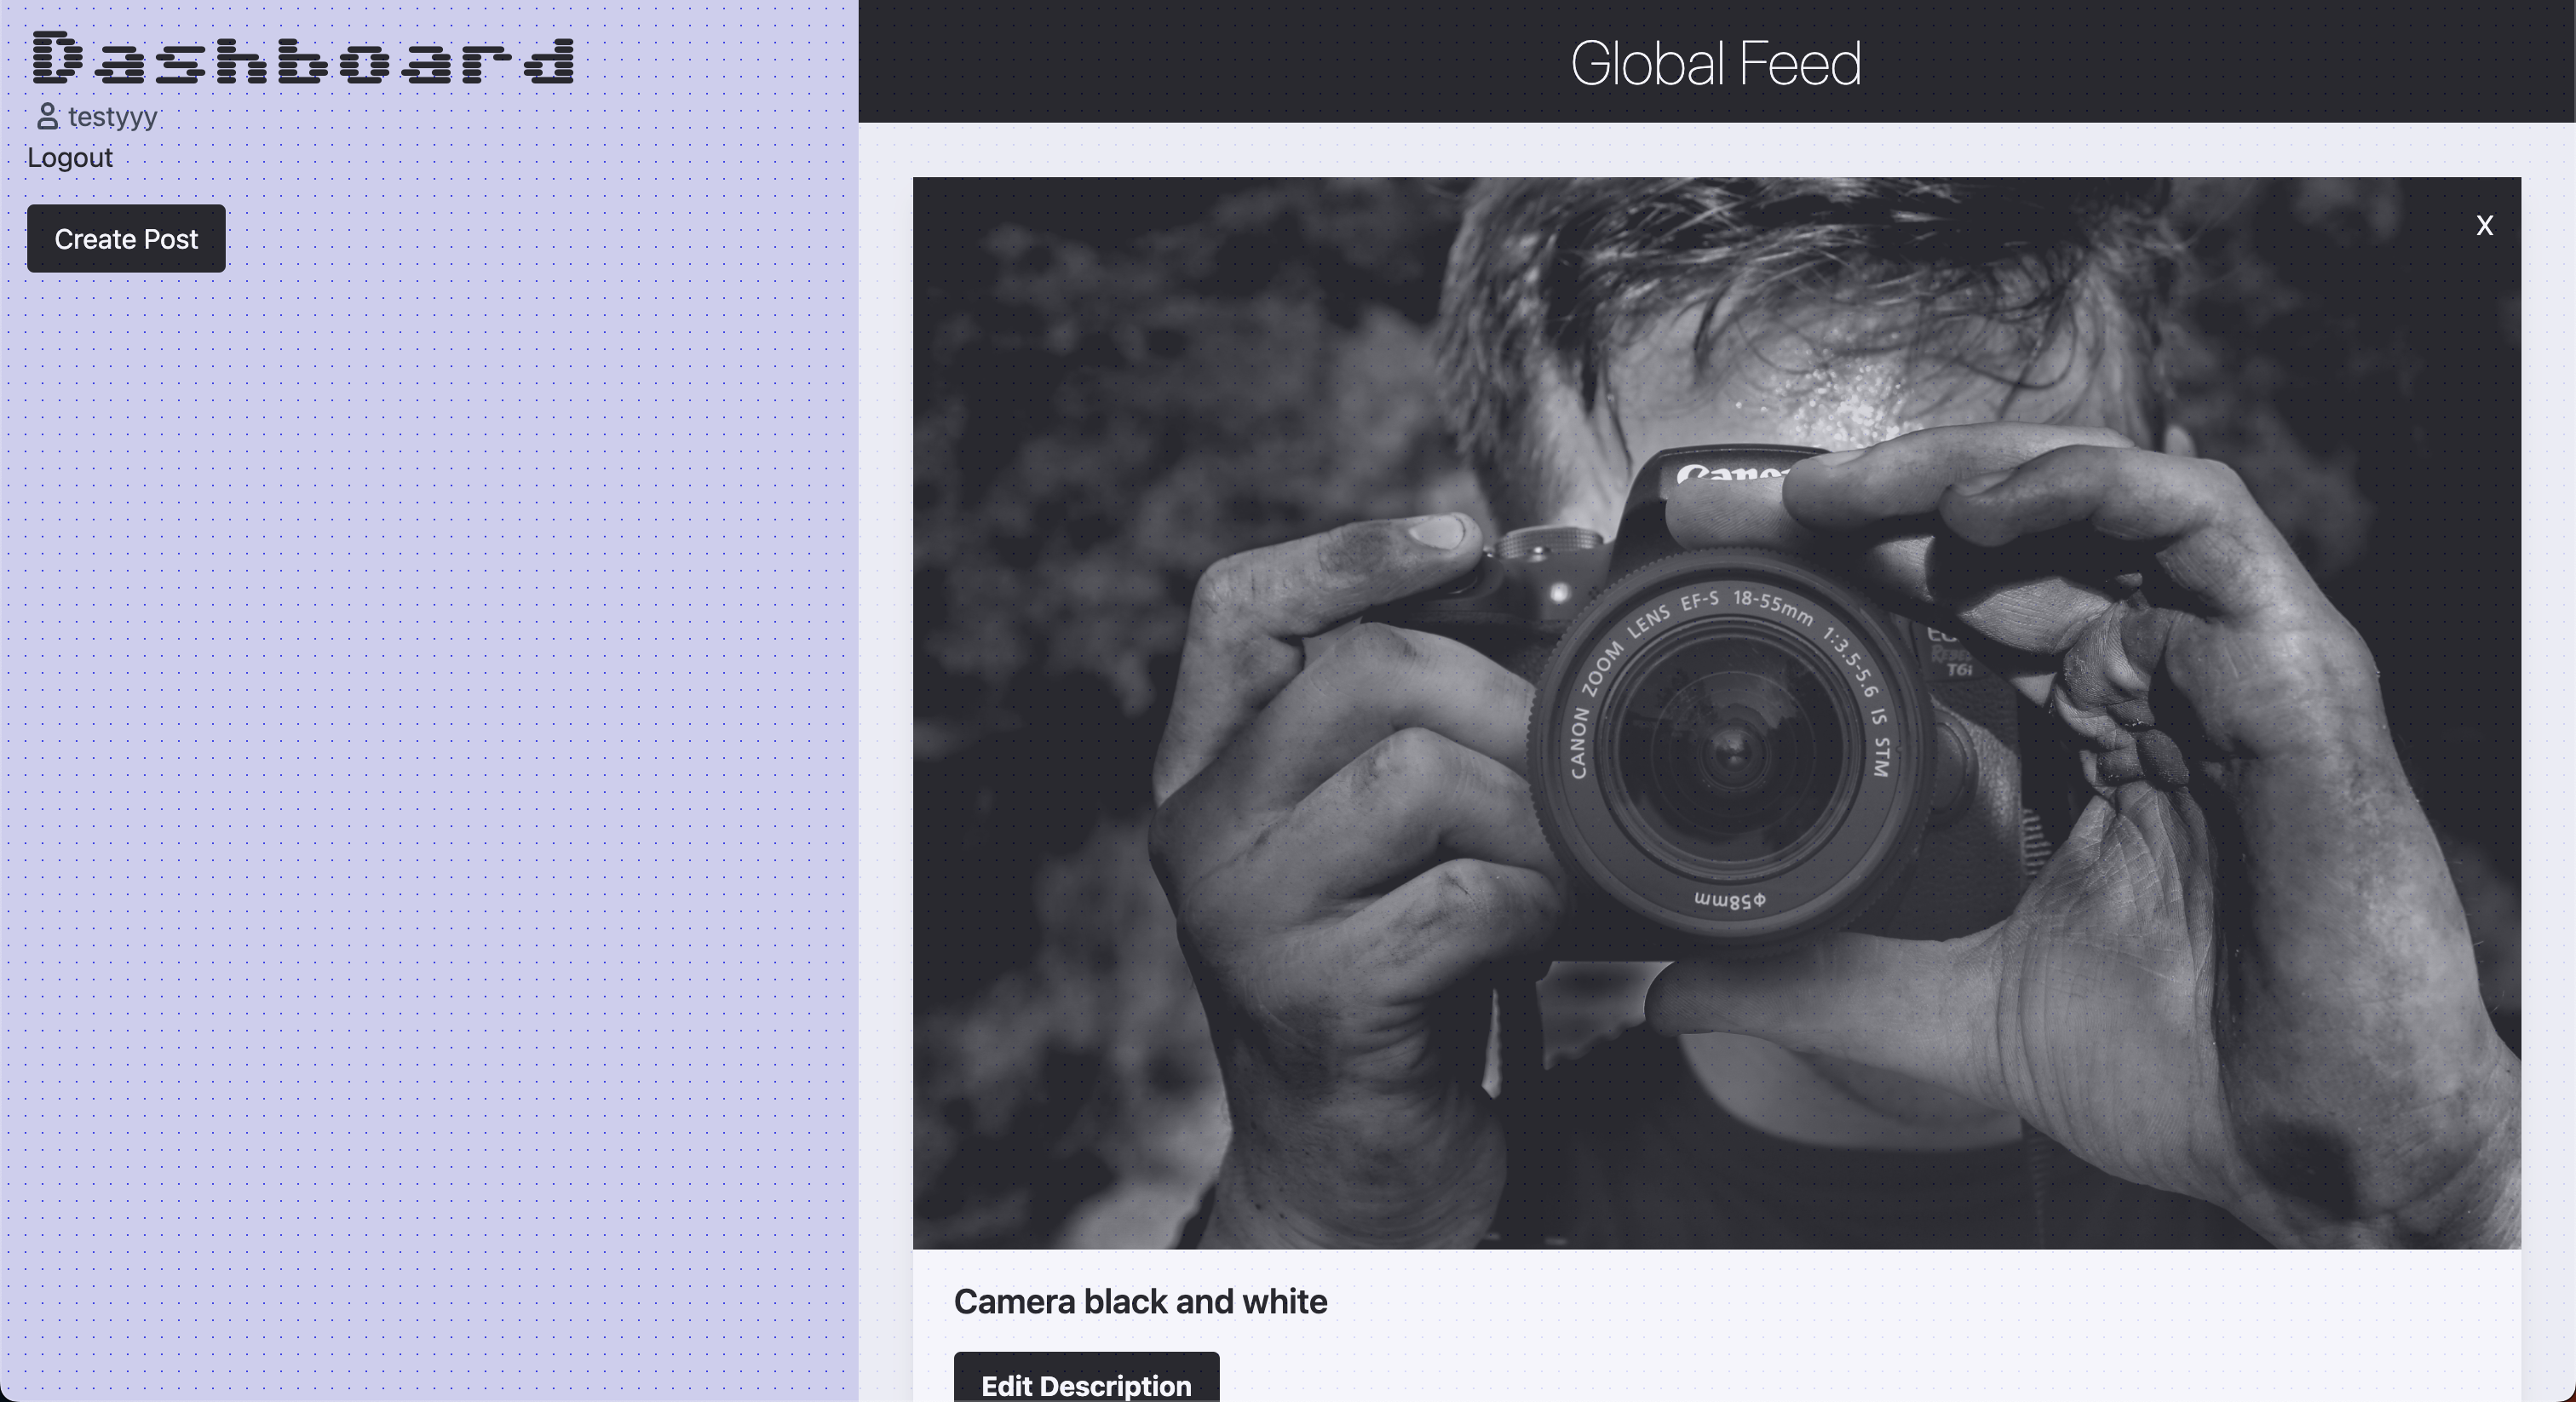 Dashboard
testyyy
Logout
Create Post
Global Feed
X
Canon
CANON ZOOM LENS EF-S 18-55mm 1:3.5-5.6 IS STM
Φ58mm
T6i
Camera black and white
Edit Description